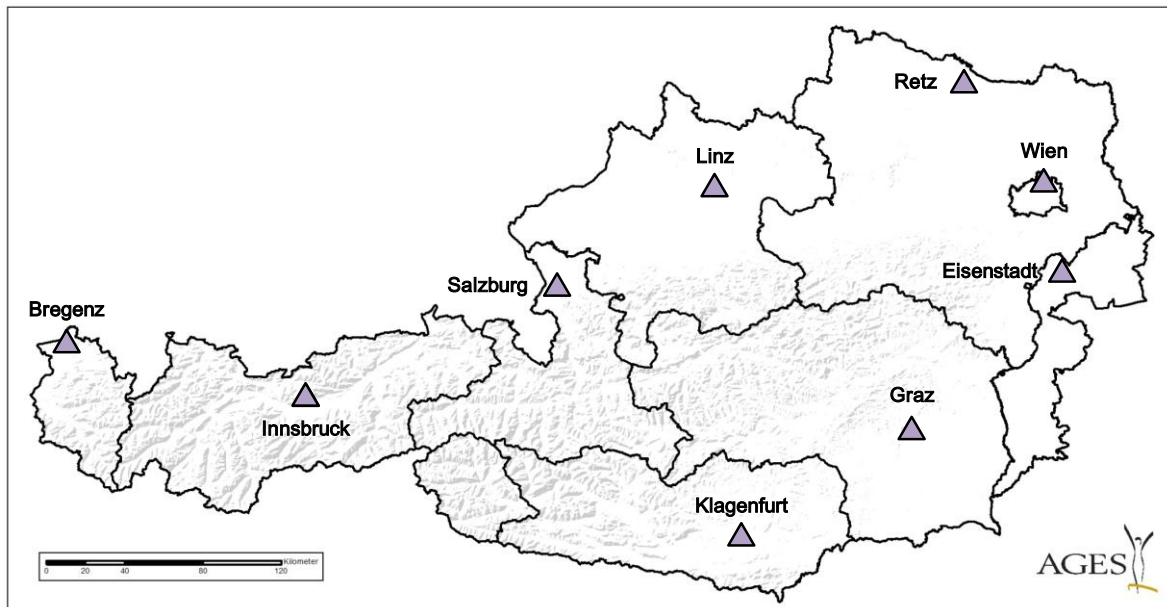 Retz
Linz
Wien
Eisenstadt
Salzburg
Bregenz
Graz
Innsbruck
Klagenfurt
AGES
Kilometer
0 20 40 80 120